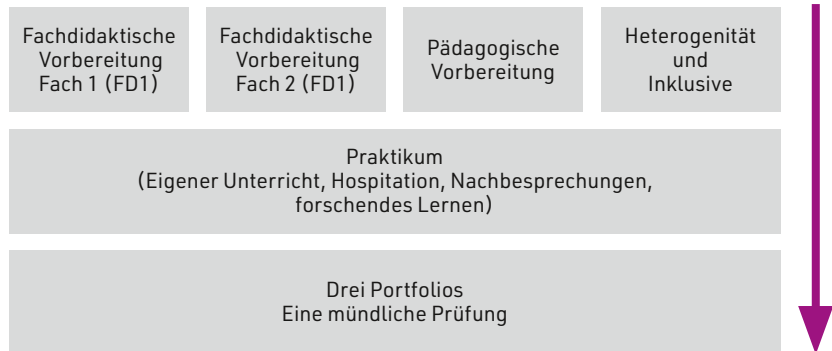 Fachdidaktische
Vorbereitung
Fach 1 (FD1)
Fachdidaktische
Vorbereitung
Fach 2 (FD1)
Pädagogische
Vorbereitung
Heterogenität
und
Inklusive
Praktikum
(Eigener Unterricht, Hospitation, Nachbesprechungen,
forschendes Lernen)
Drei Portfolios
Eine mündliche Prüfung